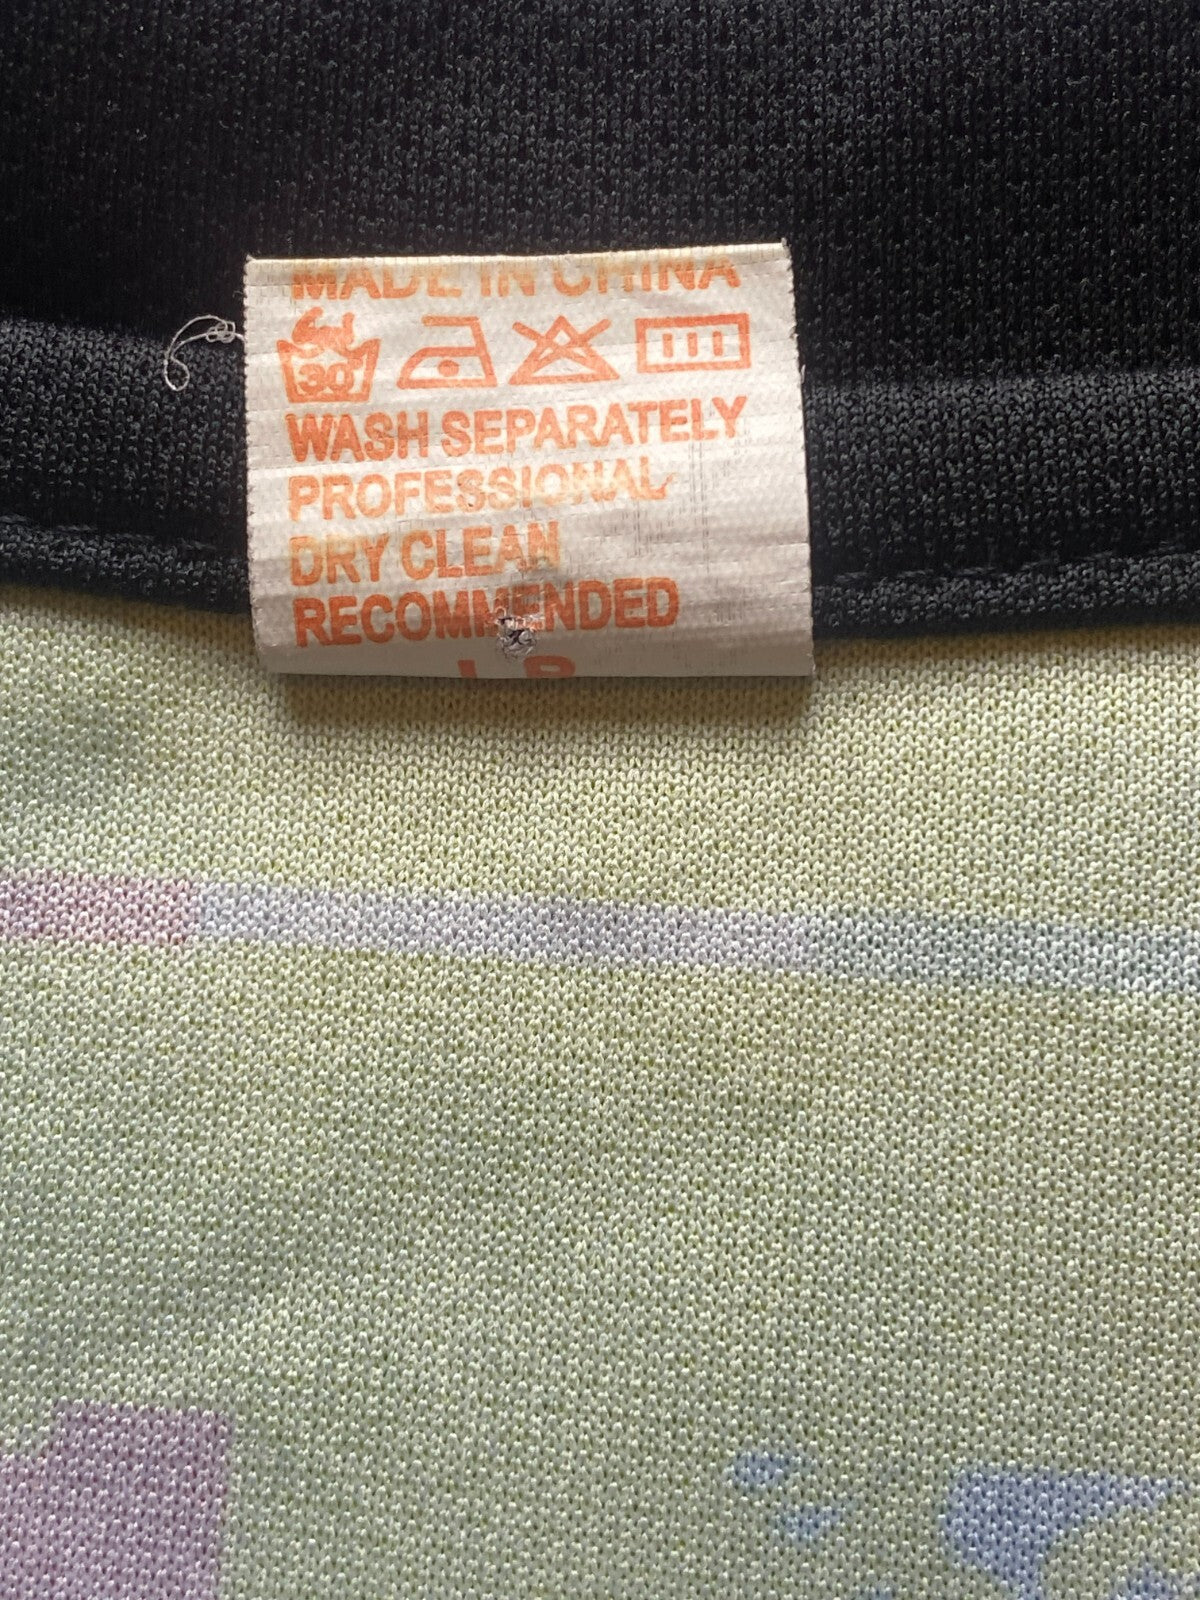 MADE IN CHINA
30°
WASH SEPARATELY
PROFESSIONAL
DRY CLEAN
RECOMMENDED